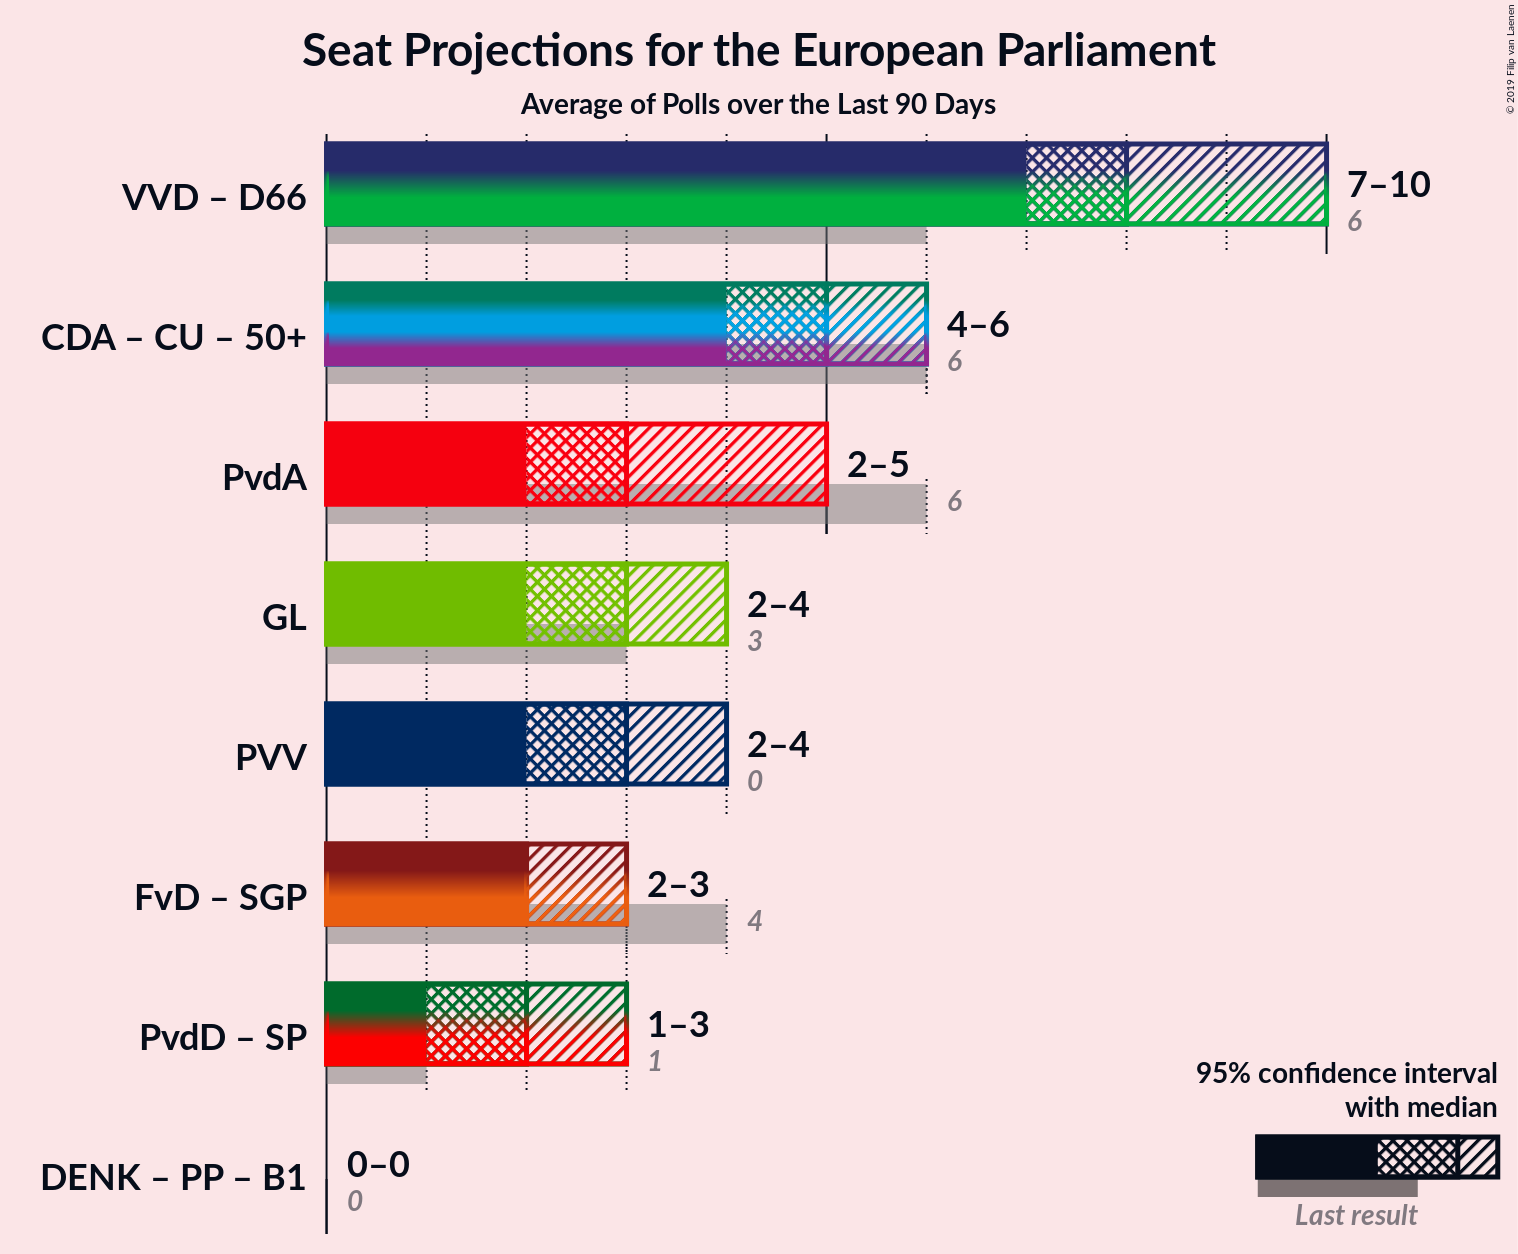 Seat Projections for the European Parliament
Average of Polls over the Last 90 Days
© 2019 Filip van Laenen
VVD – D66
7–10
6
CDA – CU – 50+
4–6
6
PvdA
2–5
6
GL
2–4
3
PVV
2–4
0
FvD – SGP
2–3
4
PvdD – SP
1–3
1
DENK – PP – B1
0–0
0
95% confidence interval
with median
Last result